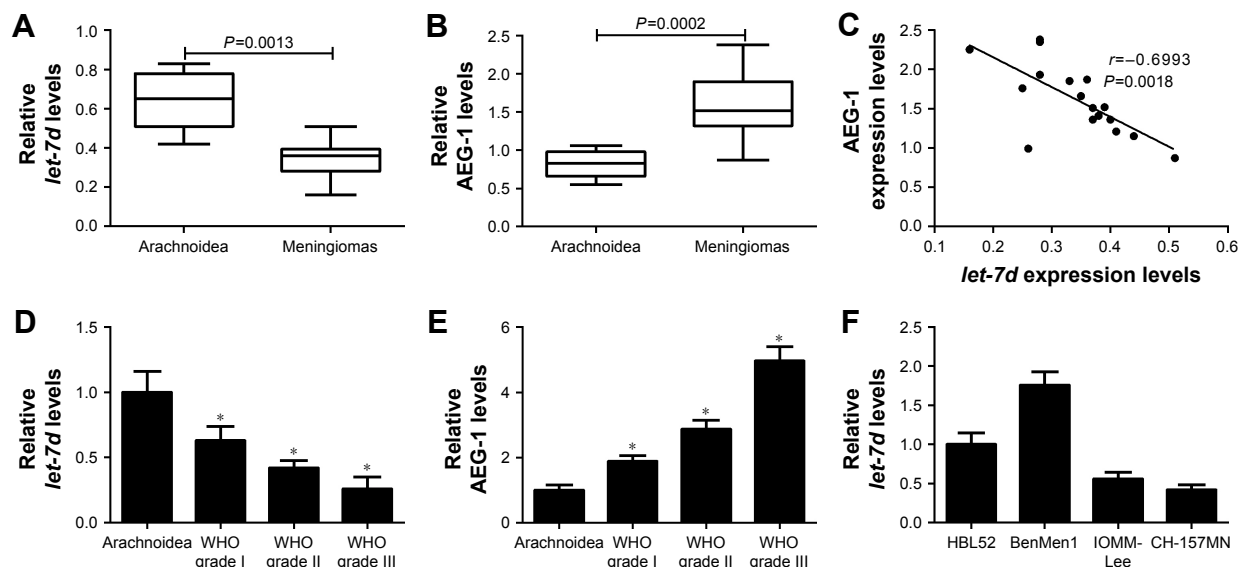 A
Relative
let-7d levels
1.0
0.8
0.6
0.4
0.2
0.0
P=0.0013
Arachnoidea
Meningiomas
B
Relative
AEG-1 levels
2.5
2.0
1.5
1.0
0.5
0.0
P=0.0002
Arachnoidea
Meningiomas
C
AEG-1
expression levels
2.5
2.0
1.5
1.0
0.5
0.0
r=−0.6993
P=0.0018
0.1 0.2 0.3 0.4 0.5 0.6
let-7d expression levels
D
Relative
let-7d levels
1.5
1.0
0.5
0.0
*
*
*
Arachnoidea
WHO
grade I
WHO
grade II
WHO
grade III
E
Relative
AEG-1 levels
6
4
2
0
*
*
*
Arachnoidea
WHO
grade I
WHO
grade II
WHO
grade III
F
Relative
let-7d levels
2.5
2.0
1.5
1.0
0.5
0.0
HBL52
BenMen1
IOMM-
Lee
CH-157MN